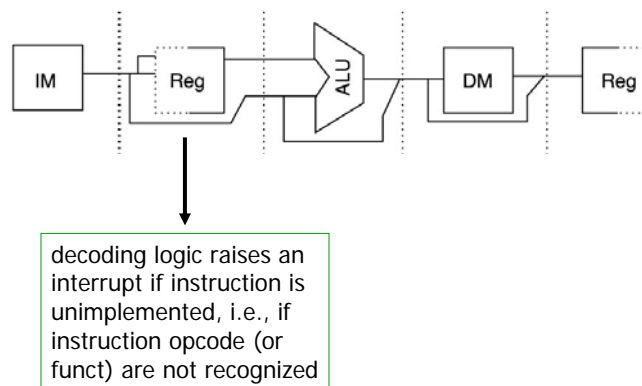 IM
Reg
ALU
DM
Reg
decoding logic raises an
interrupt if instruction is
unimplemented, i.e., if
instruction opcode (or
funct) are not recognized